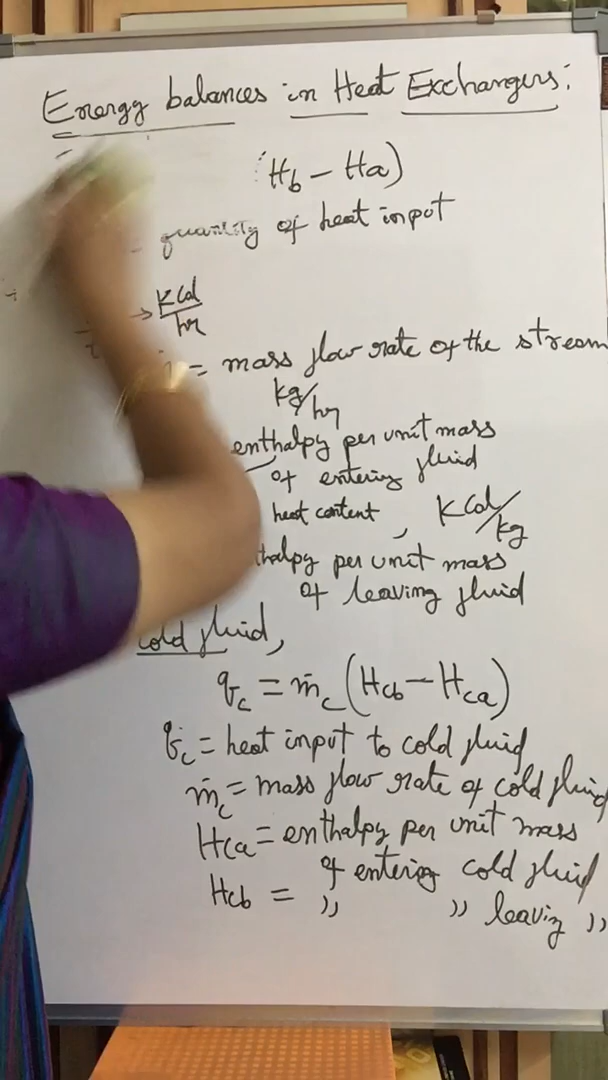 Energy balances in Heat Exchangers:
(Hb - Ha)
quantity of heat input
→ KCal/hr
= mass flow rate of the stream
kg/hr
enthalpy per unit mass
of entering fluid
heat content , KCal/kg
thalpy per unit mass
of leaving fluid
cold fluid,
q̇c = ṁc (Hcb - Hca)
q̇c = heat input to cold fluid
ṁc = mass flow rate of cold fluid
Hca = enthalpy per unit mass
of entering cold fluid
Hcb = 〃 〃 leaving 〃